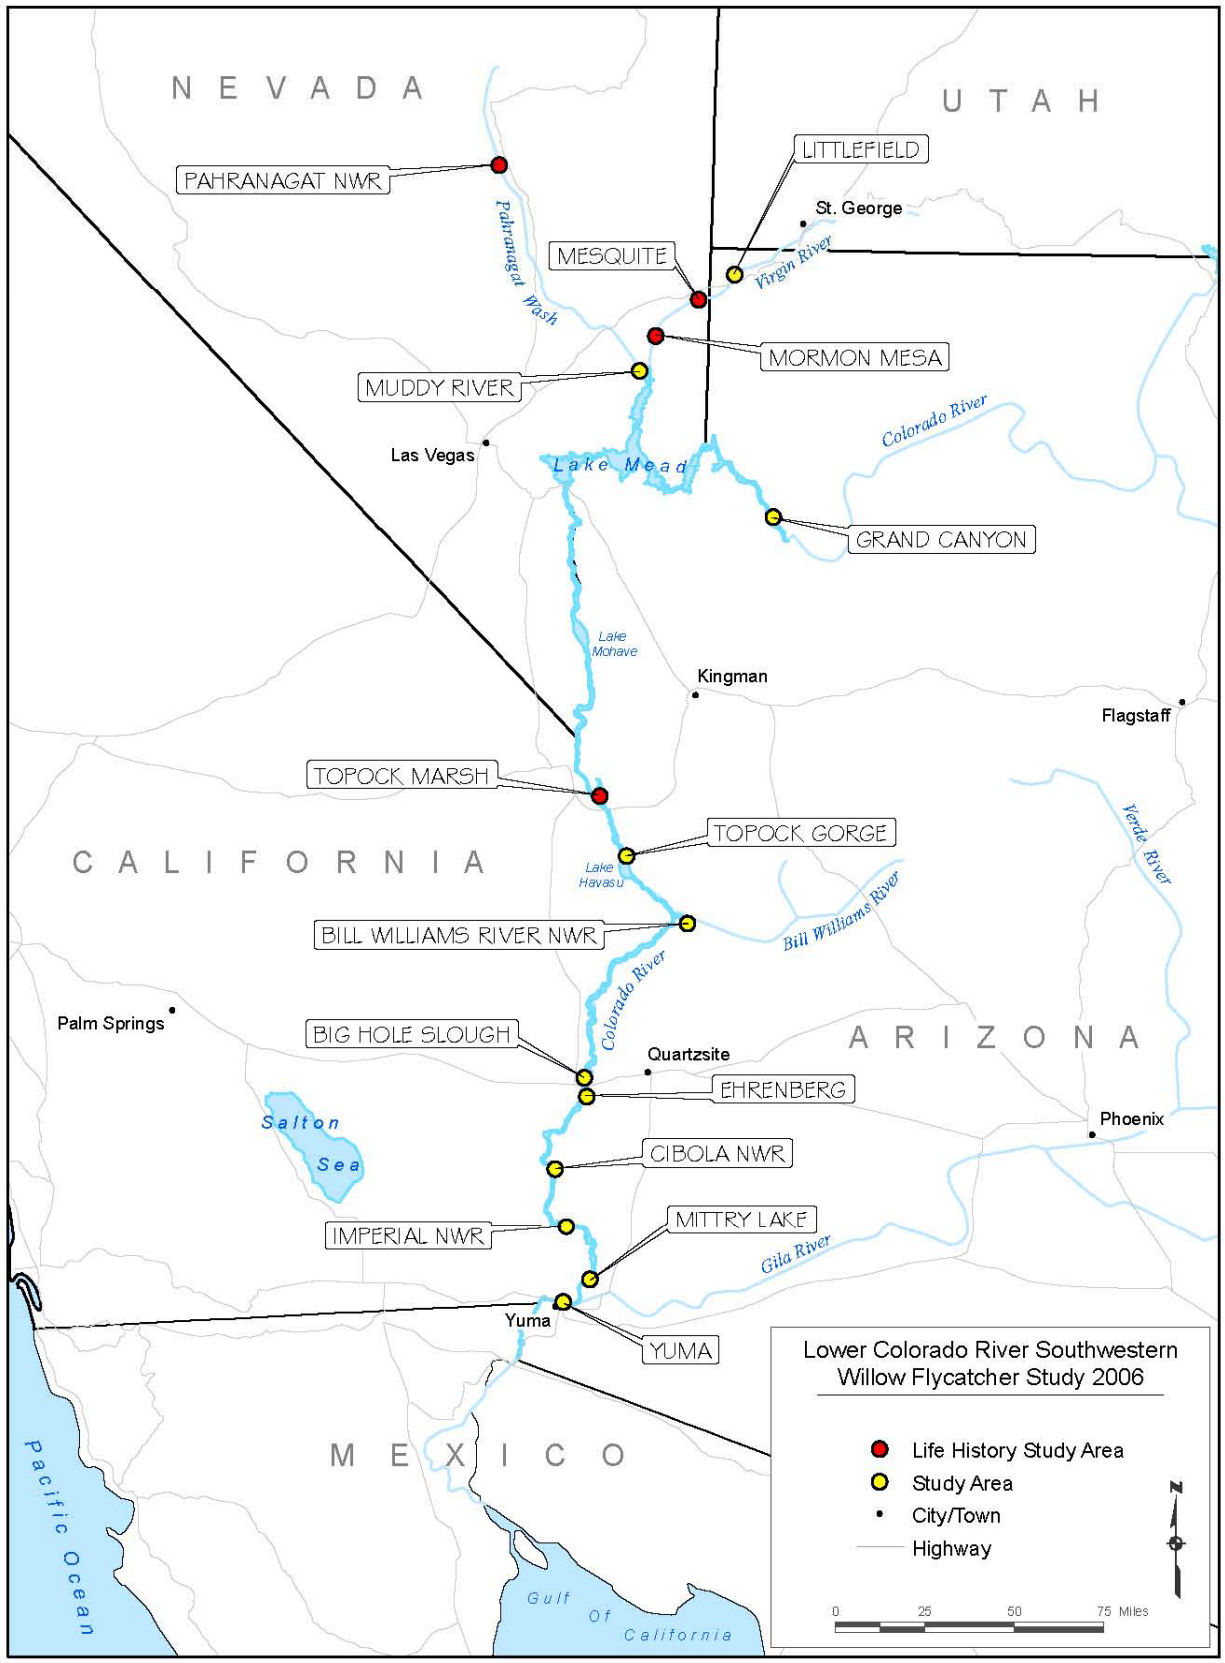 NEVADA
UTAH
LITTLEFIELD
PAHRANAGAT NWR
St. George
Pahranagat Wash
MESQUITE
Virgin River
MORMON MESA
MUDDY RIVER
Colorado River
Las Vegas
Lake Mead
GRAND CANYON
Lake
Mohave
Kingman
Flagstaff
TOPOCK MARSH
TOPOCK GORGE
Verde River
CALIFORNIA
Lake
Havasu
Bill Williams River
BILL WILLIAMS RIVER NWR
Colorado River
Palm Springs
BIG HOLE SLOUGH
ARIZONA
Quartzsite
EHRENBERG
Salton
Sea
Phoenix
CIBOLA NWR
MITTRY LAKE
IMPERIAL NWR
Gila River
Yuma
YUMA
MEXICO
Pacific Ocean
Gulf
Of
California
Lower Colorado River Southwestern
Willow Flycatcher Study 2006
Life History Study Area
Study Area
City/Town
Highway
N
0 25 50 75 Miles